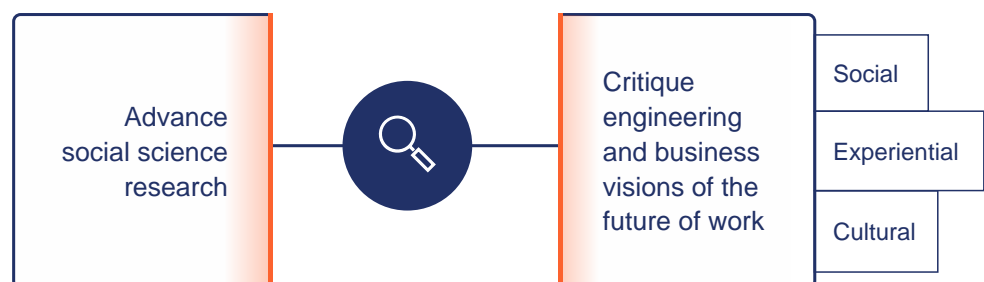 Advance
social science
research
Critique
engineering
and business
visions of the
future of work
Social
Experiential
Cultural